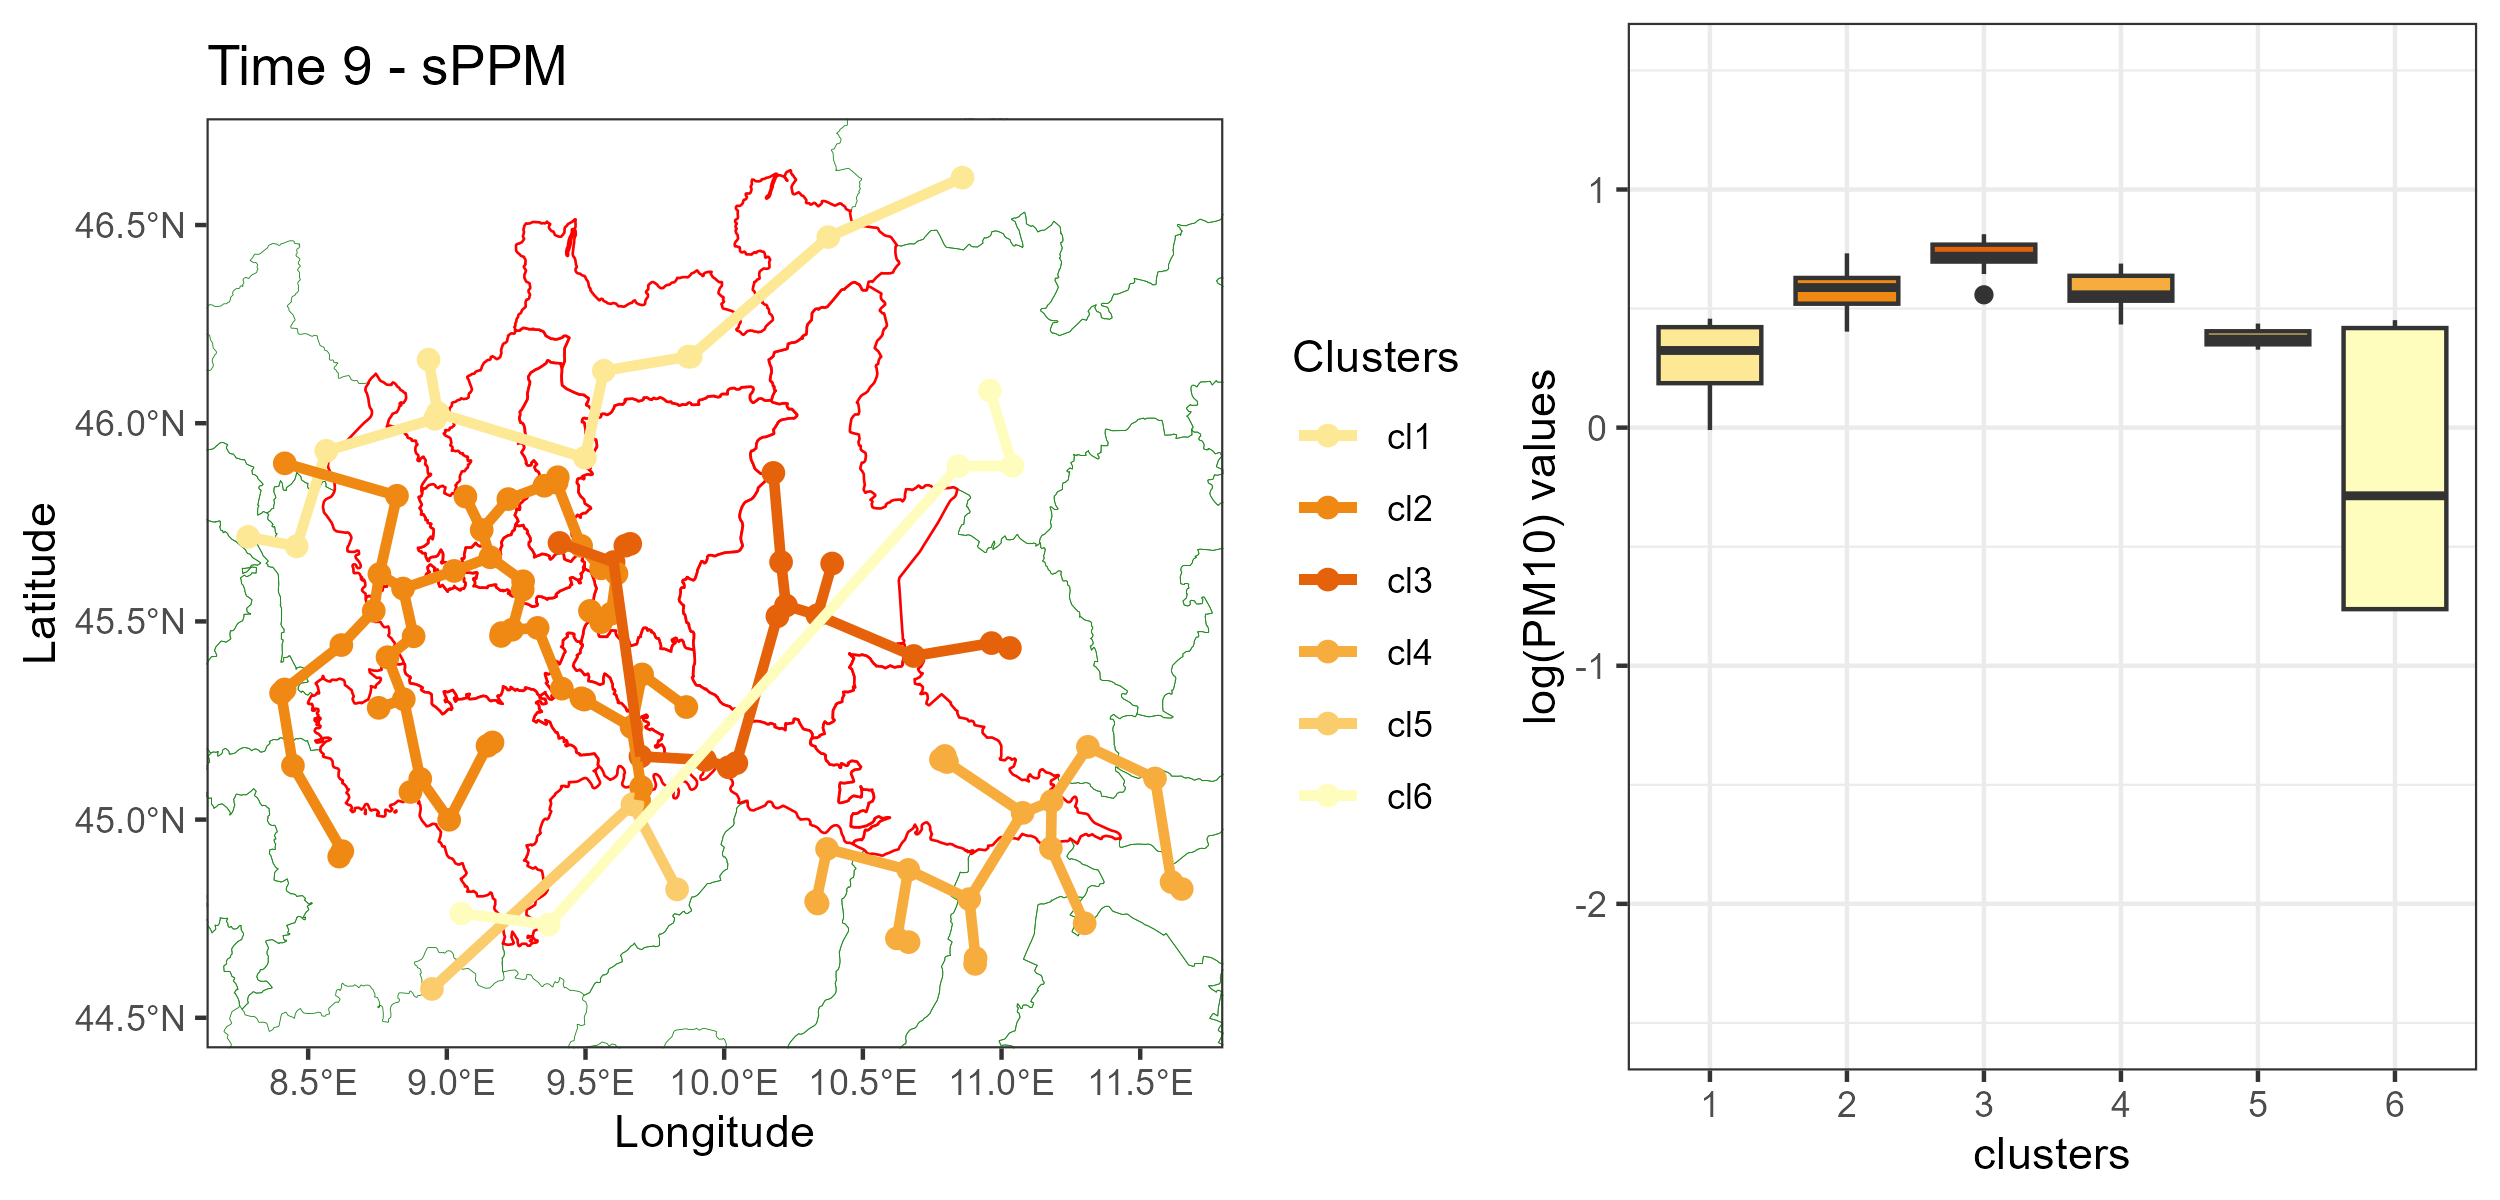 Time 9 - sPPM
46.5°N
46.0°N
45.5°N
45.0°N
44.5°N
Latitude
8.5°E 9.0°E 9.5°E 10.0°E 10.5°E 11.0°E 11.5°E
Longitude
Clusters
cl1
cl2
cl3
cl4
cl5
cl6
log(PM10) values
1
0
-1
-2
1 2 3 4 5 6
clusters